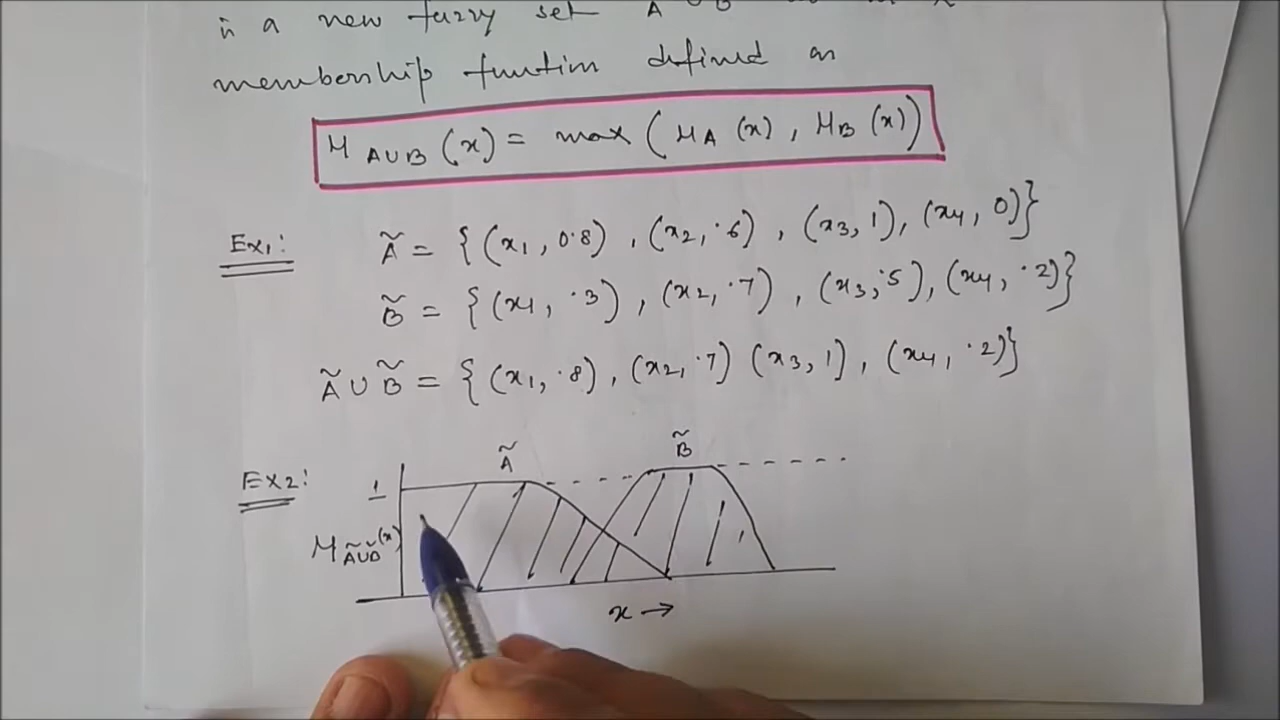 is a new fuzzy set A ∪ B
membership function defined as
μ A∪B (x) = max ( μA (x) , μB (x) )
Ex1: Ã = { (x1 , 0.8) , (x2 , .6) , (x3 , 1) , (x4 , 0)}
B̃ = { (x1 , .3) , (x2 , .7) , (x3 , .5) , (x4 , .2)}
Ã ∪ B̃ = { (x1 , .8) , (x2 , .7) (x3 , 1) , (x4 , .2)}
Ex2: Ã B̃
1
μ Ã∪B̃ (x)
x →